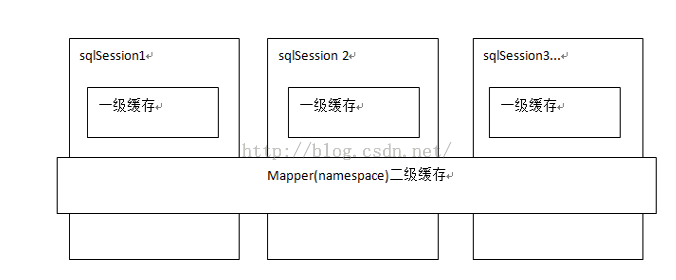 sqlSession1
sqlSession 2
sqlSession3...
一级缓存
一级缓存
一级缓存
http://blog.csdn.net/
Mapper(namespace)二级缓存